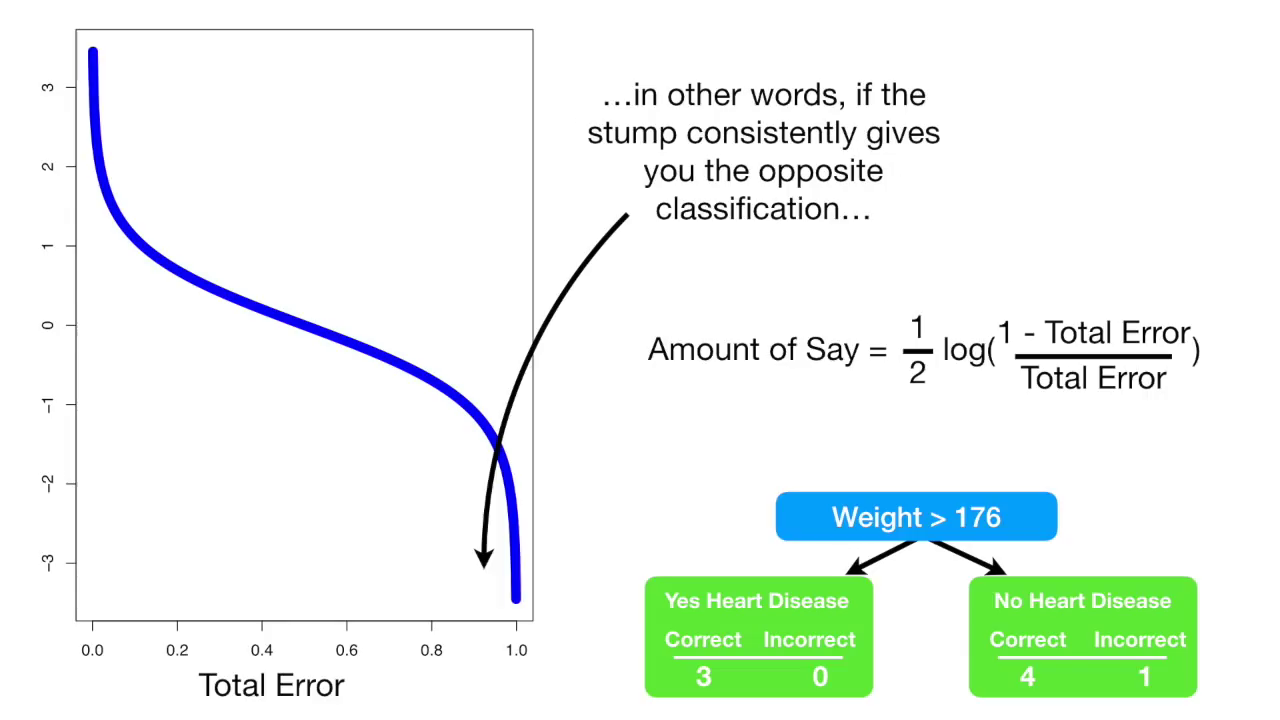 …in other words, if the
stump consistently gives
you the opposite
classification…
3
2
1
0
-1
-2
-3
0.0 0.2 0.4 0.6 0.8 1.0
Total Error
Amount of Say = 1/2 log(1 - Total Error/Total Error)
Weight > 176
Yes Heart Disease
Correct Incorrect
3 0
No Heart Disease
Correct Incorrect
4 1